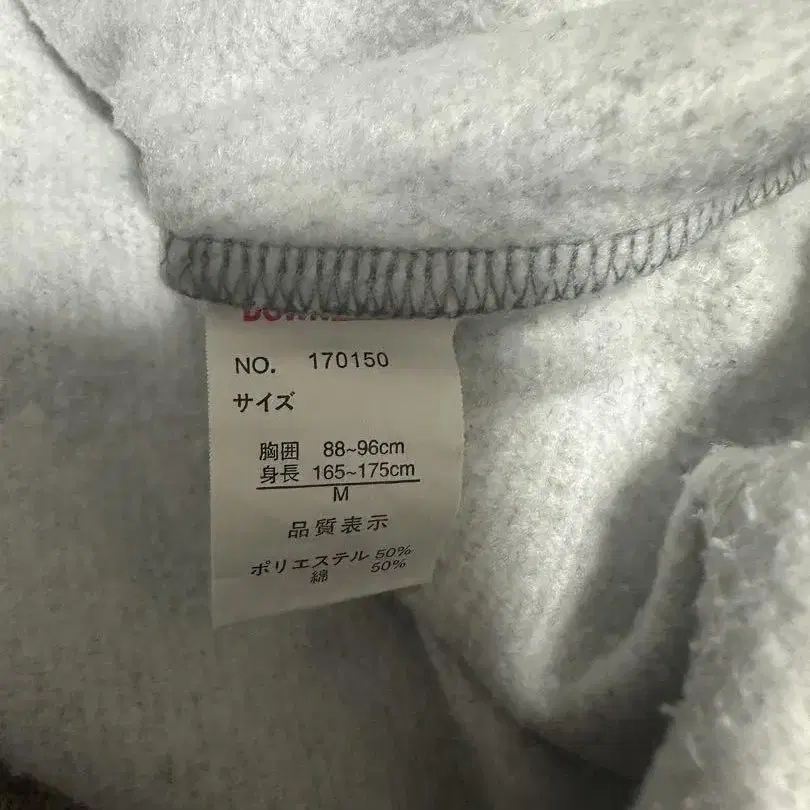 NO. 170150
サイズ
胸囲 88~96cm
身長 165~175cm
M
品質表示
ポリエステル 50%
綿 50%